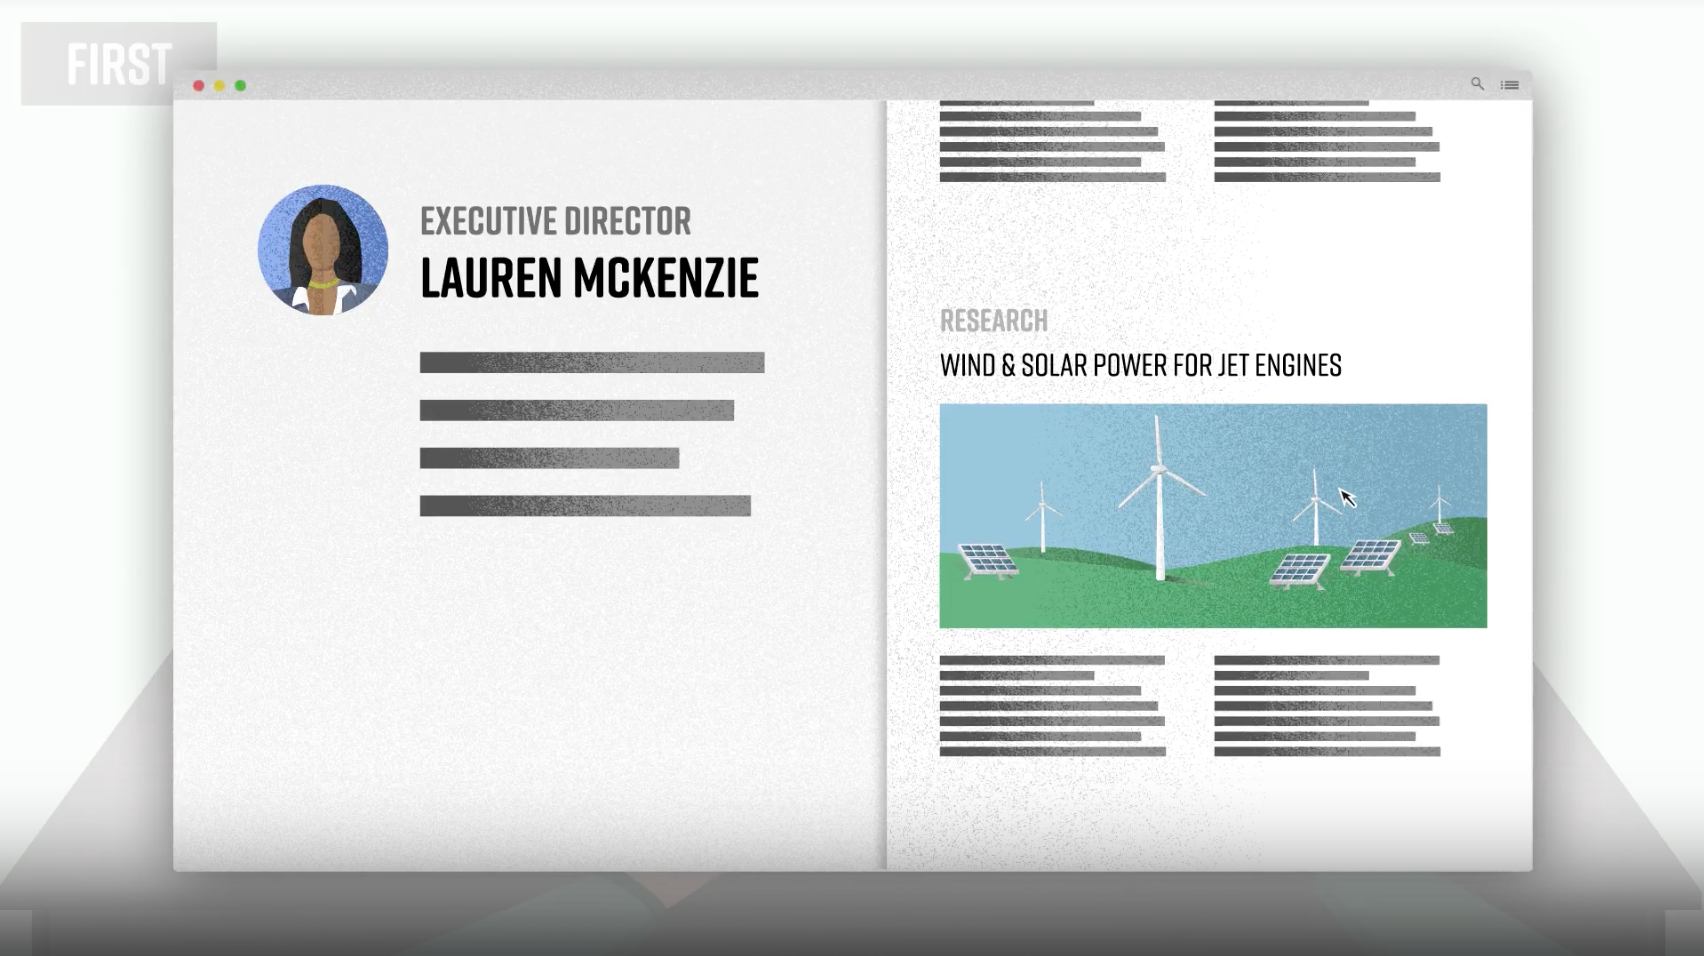 FIRST
EXECUTIVE DIRECTOR
LAUREN MCKENZIE
RESEARCH
WIND & SOLAR POWER FOR JET ENGINES